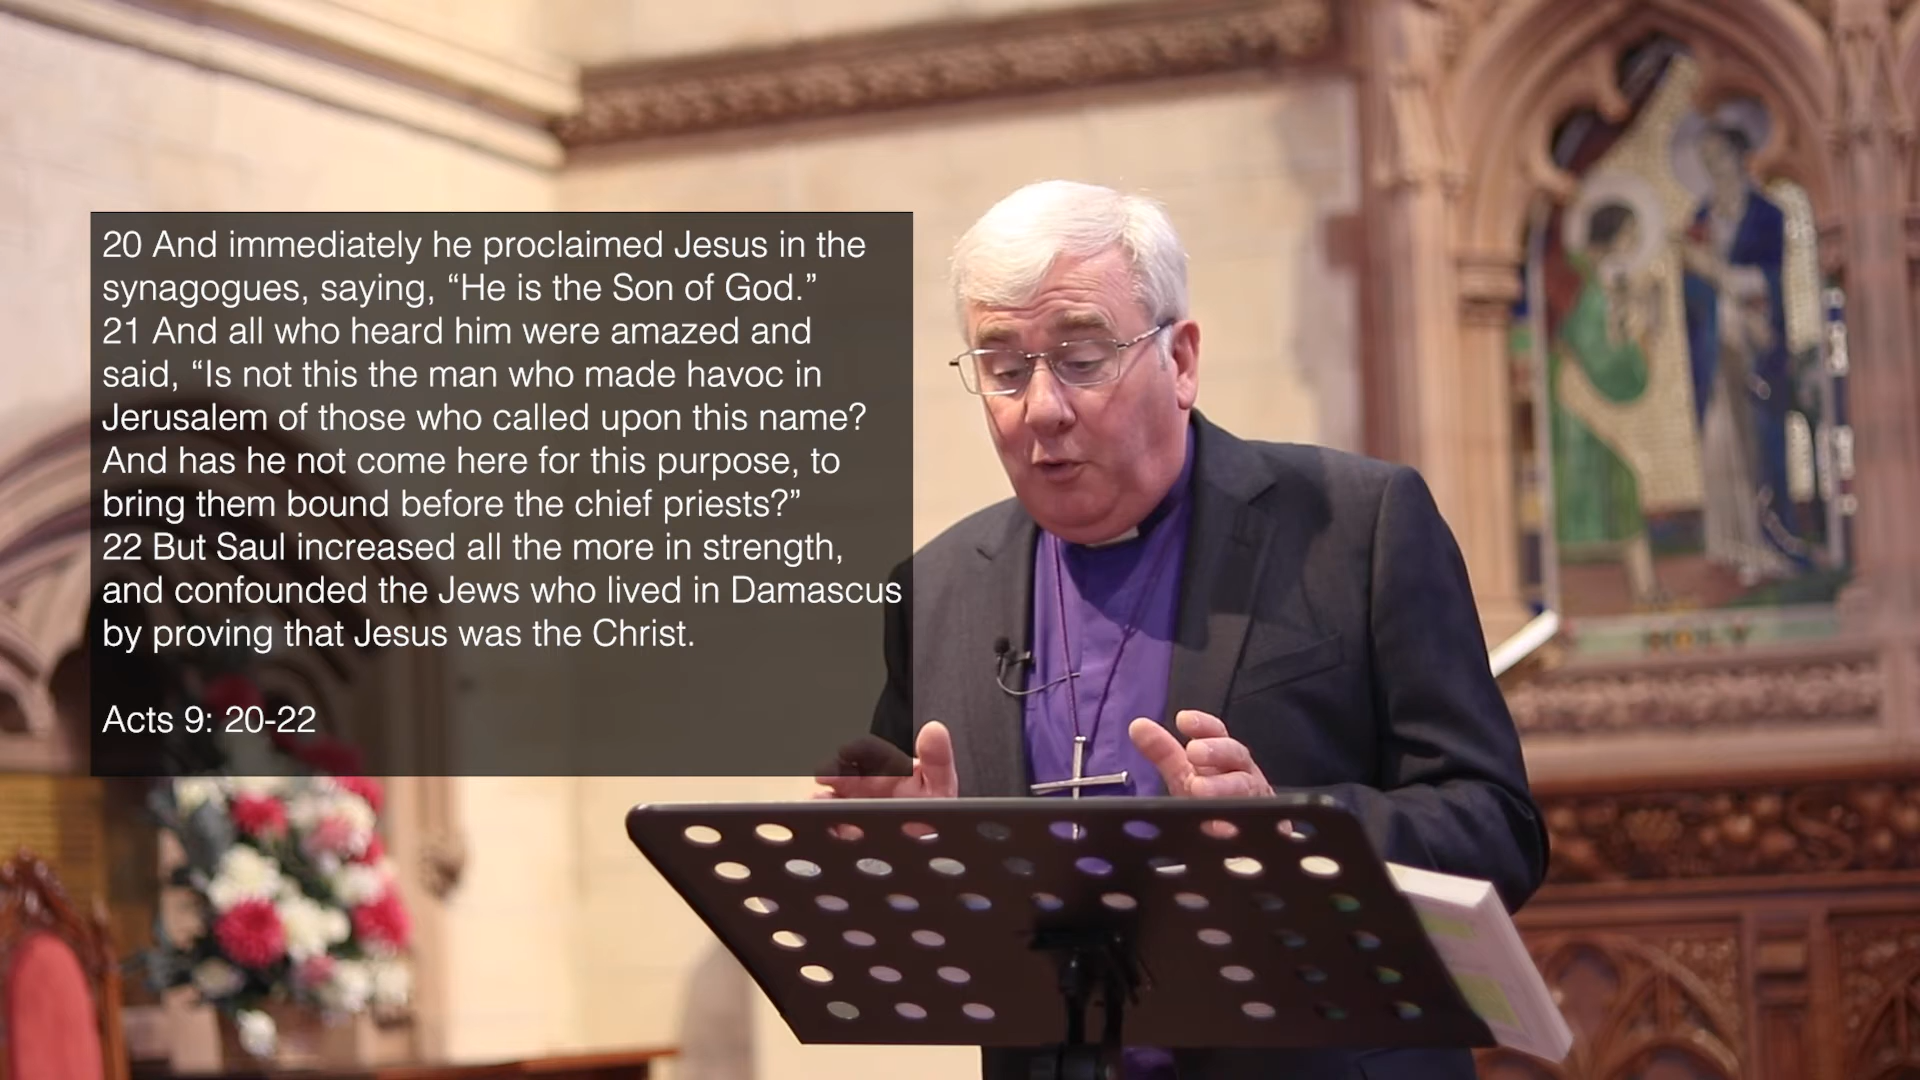 20 And immediately he proclaimed Jesus in the
synagogues, saying, “He is the Son of God.”
21 And all who heard him were amazed and
said, “Is not this the man who made havoc in
Jerusalem of those who called upon this name?
And has he not come here for this purpose, to
bring them bound before the chief priests?”
22 But Saul increased all the more in strength,
and confounded the Jews who lived in Damascus
by proving that Jesus was the Christ.
Acts 9: 20-22
HOLY